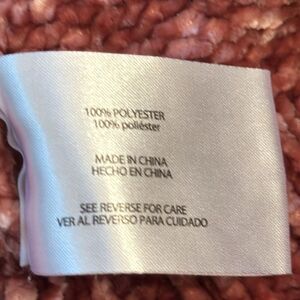 100% POLYESTER
100% poliéster
MADE IN CHINA
HECHO EN CHINA
SEE REVERSE FOR CARE
VER AL REVERSO PARA CUIDADO